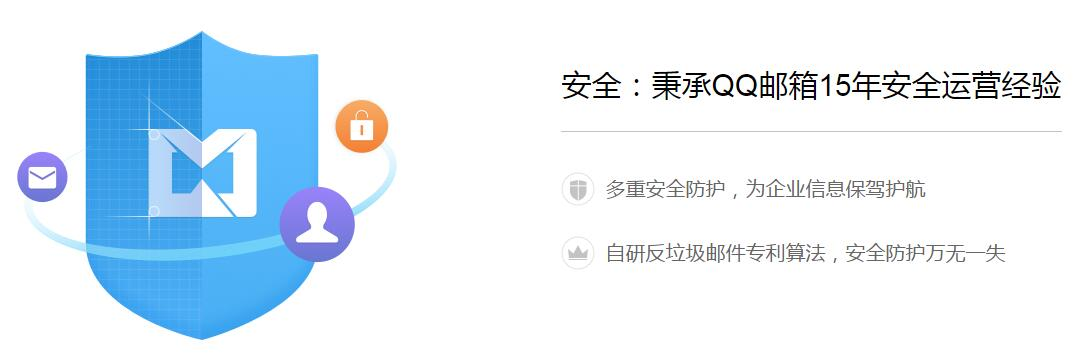 安全：秉承QQ邮箱15年安全运营经验
多重安全防护，为企业信息保驾护航
自研反垃圾邮件专利算法，安全防护万无一失